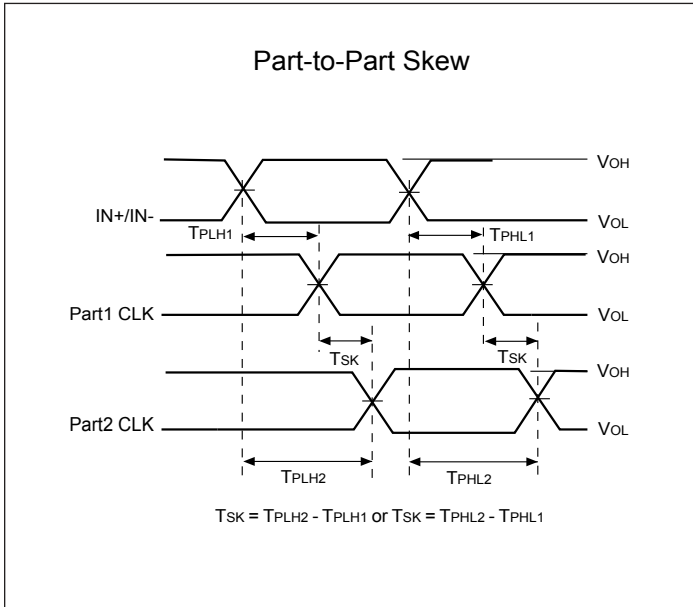 Part-to-Part Skew
VOH
IN+/IN-
VOL
TPLH1
TPHL1
VOH
Part1 CLK
VOL
TSK
TSK
VOH
Part2 CLK
VOL
TPLH2
TPHL2
TSK = TPLH2 - TPLH1 or TSK = TPHL2 - TPHL1